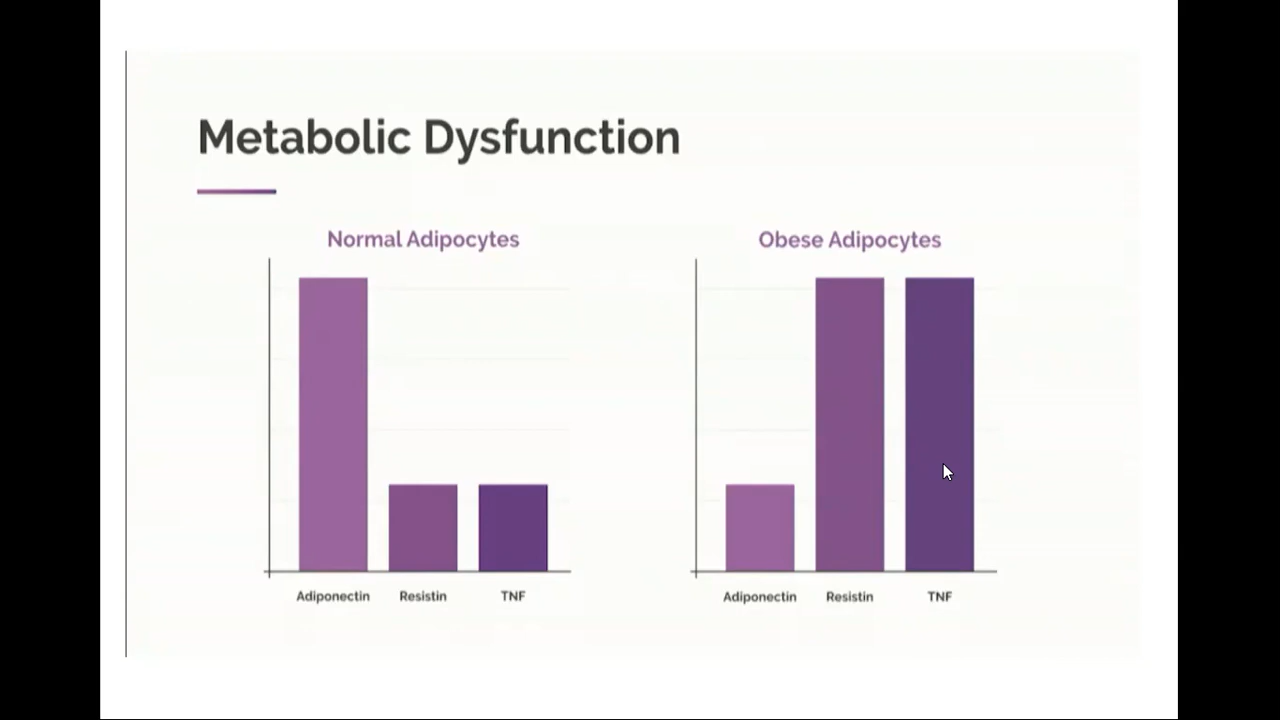 Metabolic Dysfunction
Normal Adipocytes
Adiponectin Resistin TNF
Obese Adipocytes
Adiponectin Resistin TNF